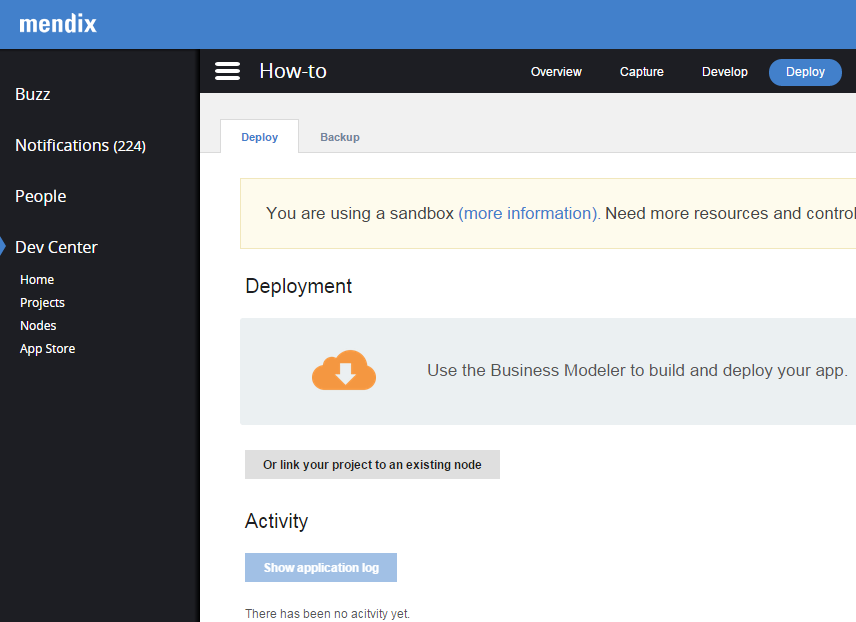 mendix
Buzz
Notifications (224)
People
Dev Center
Home
Projects
Nodes
App Store
How-to
Overview
Capture
Develop
Deploy
Deploy
Backup
You are using a sandbox (more information). Need more resources and control
Deployment
Use the Business Modeler to build and deploy your app.
Or link your project to an existing node
Activity
Show application log
There has been no acitvity yet.